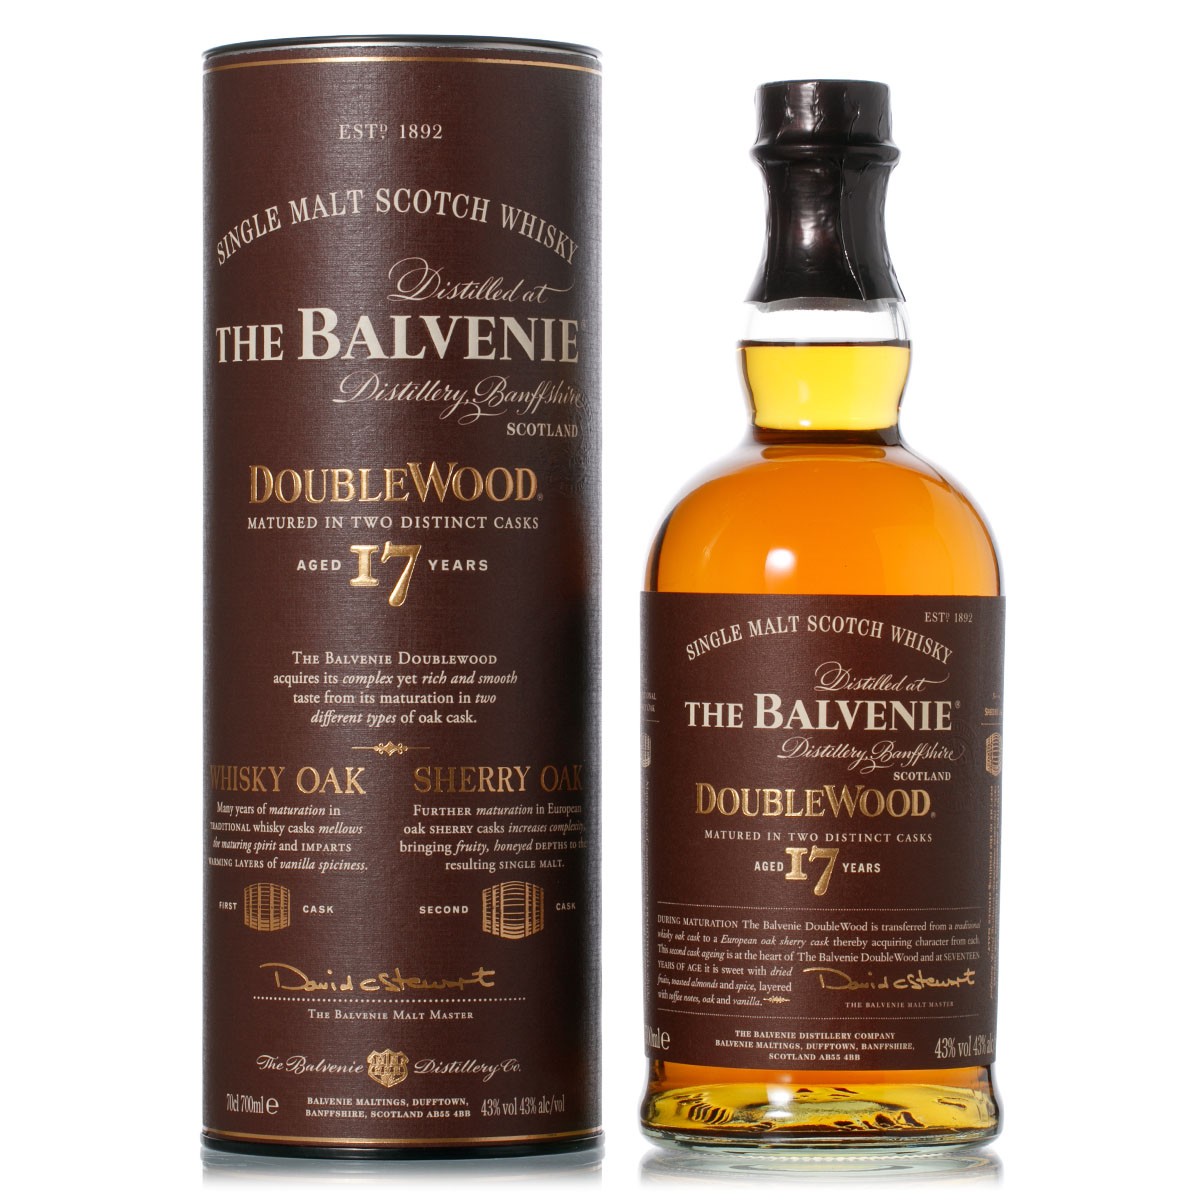 ESTD 1892
SINGLE MALT SCOTCH WHISKY
Distilled at
THE BALVENIE
Distillery, Banffshire
SCOTLAND
DOUBLEWOOD®
MATURED IN TWO DISTINCT CASKS
AGED 17 YEARS
THE BALVENIE DOUBLEWOOD
acquires its complex yet rich and smooth
taste from its maturation in two
different types of oak cask.
WHISKY OAK
Many years of maturation in
TRADITIONAL whisky casks mellows
the maturing spirit and IMPARTS
WARMING LAYERS of vanilla spiciness.
FIRST CASK
SHERRY OAK
FURTHER maturation in European
oak SHERRY casks increases complexity,
bringing fruity, honeyed DEPTHS to the
resulting SINGLE MALT.
SECOND CASK
David C Stewart
THE BALVENIE MALT MASTER
The Balvenie Distillery Co.
70cl 700ml e
BALVENIE MALTINGS, DUFFTOWN,
BANFFSHIRE, SCOTLAND AB55 4BB
43% vol 43% alc/vol
ESTD 1892
SINGLE MALT SCOTCH WHISKY
Distilled at
THE BALVENIE®
Distillery, Banffshire
SCOTLAND
DOUBLEWOOD®
MATURED IN TWO DISTINCT CASKS
AGED 17 YEARS
DURING MATURATION The Balvenie DoubleWood is transferred from a traditional
whisky oak cask to a European oak sherry cask thereby acquiring character from each.
This second cask ageing is at the heart of The Balvenie DoubleWood and at SEVENTEEN
YEARS OF AGE it is sweet with dried
fruits, toasted almonds and spice, layered
with toffee notes, oak and vanilla.
David C Stewart
THE BALVENIE MALT MASTER
THE BALVENIE DISTILLERY COMPANY
BALVENIE MALTINGS, DUFFTOWN, BANFFSHIRE,
SCOTLAND AB55 4BB
43% vol 43% alc